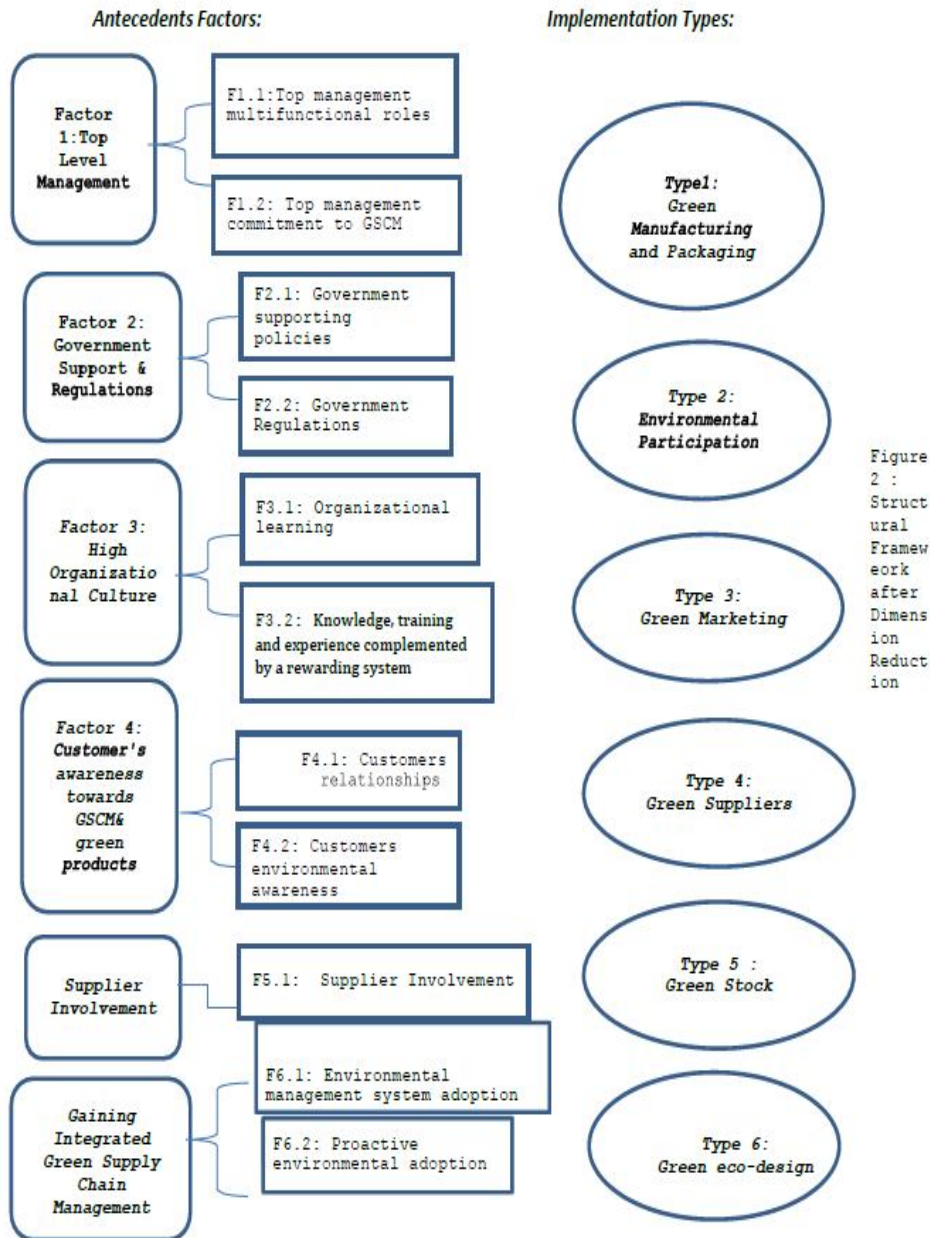 Antecedents Factors:
Implementation Types:
Factor
1:Top
Level
Management
F1.1:Top management
multifunctional roles
F1.2: Top management
commitment to GSCM
Factor 2:
Government
Support &
Regulations
F2.1: Government
supporting
policies
F2.2: Government
Regulations
Factor 3:
High
Organizatio
nal Culture
F3.1: Organizational
learning
F3.2: Knowledge, training
and experience complemented
by a rewarding system
Factor 4:
Customer's
awareness
towards
GSCM&
green
products
F4.1: Customers
relationships
F4.2: Customers
environmental
awareness
Supplier
Involvement
F5.1: Supplier Involvement
Gaining
Integrated
Green Supply
Chain
Management
F6.1: Environmental
management system adoption
F6.2: Proactive
environmental adoption
Type1:
Green
Manufacturing
and Packaging
Type 2:
Environmental
Participation
Type 3:
Green Marketing
Type 4:
Green Suppliers
Type 5 :
Green Stock
Type 6:
Green eco-design
Figure
2 :
Struct
ural
Framew
ork
after
Dimens
ion
Reduct
ion